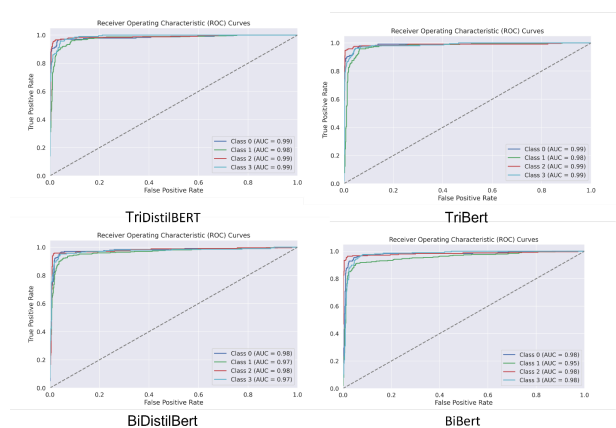 Receiver Operating Characteristic (ROC) Curves
True Positive Rate
1.0
0.8
0.6
0.4
0.2
0.0
Class 0 (AUC = 0.99)
Class 1 (AUC = 0.98)
Class 2 (AUC = 0.99)
Class 3 (AUC = 0.99)
0.0 0.2 0.4 0.6 0.8 1.0
False Positive Rate
TriDistilBERT
Receiver Operating Characteristic (ROC) Curves
True Positive Rate
1.0
0.8
0.6
0.4
0.2
0.0
Class 0 (AUC = 0.99)
Class 1 (AUC = 0.98)
Class 2 (AUC = 0.99)
Class 3 (AUC = 0.99)
0.0 0.2 0.4 0.6 0.8 1.0
False Positive Rate
TriBert
Receiver Operating Characteristic (ROC) Curves
True Positive Rate
1.0
0.8
0.6
0.4
0.2
0.0
Class 0 (AUC = 0.98)
Class 1 (AUC = 0.97)
Class 2 (AUC = 0.98)
Class 3 (AUC = 0.97)
0.0 0.2 0.4 0.6 0.8 1.0
False Positive Rate
BiDistilBert
Receiver Operating Characteristic (ROC) Curves
True Positive Rate
1.0
0.8
0.6
0.4
0.2
0.0
Class 0 (AUC = 0.98)
Class 1 (AUC = 0.95)
Class 2 (AUC = 0.98)
Class 3 (AUC = 0.98)
0.0 0.2 0.4 0.6 0.8 1.0
False Positive Rate
BiBert